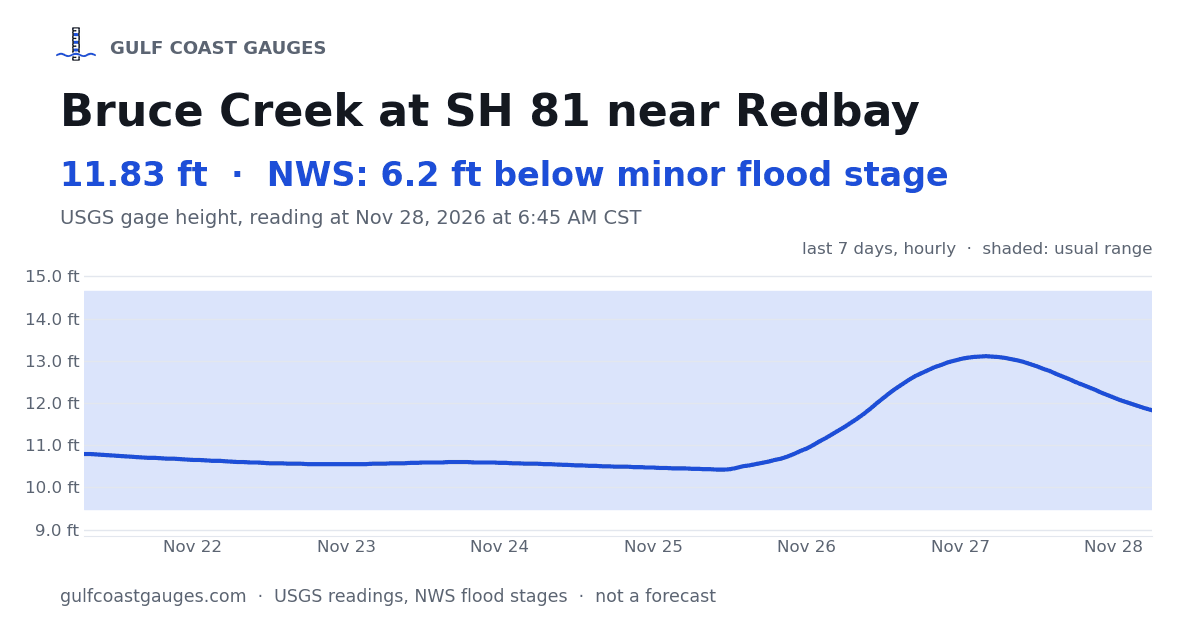 GULF COAST GAUGES
Bruce Creek at SH 81 near Redbay
11.83 ft · NWS: 6.2 ft below minor flood stage
USGS gage height, reading at Nov 28, 2026 at 6:45 AM CST
last 7 days, hourly · shaded: usual range
15.0 ft
14.0 ft
13.0 ft
12.0 ft
11.0 ft
10.0 ft
9.0 ft
Nov 22 Nov 23 Nov 24 Nov 25 Nov 26 Nov 27 Nov 28
gulfcoastgauges.com · USGS readings, NWS flood stages · not a forecast